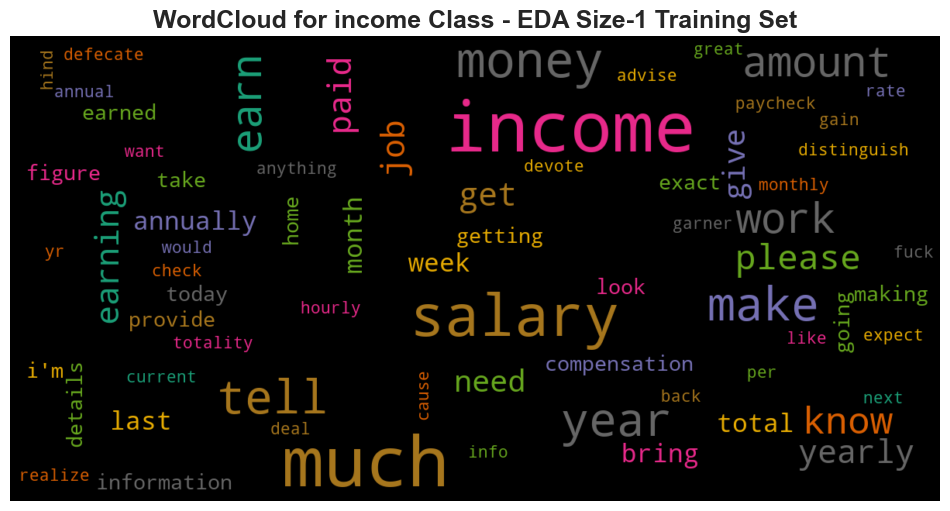 WordCloud for income Class - EDA Size-1 Training Set
hind
defecate
annual
earned
earn
paid
money
advise
great
amount
rate
paycheck
gain
income
job
want
figure
take
anything
devote
distinguish
exact
give
monthly
get
earning
annually
home
month
getting
garner
work
yr
would
week
please
fuck
check
today
look
making
hourly
provide
salary
make
going
totality
like
expect
i'm
current
compensation
per
details
tell
cause
need
back
next
last
deal
year
total
know
much
info
bring
yearly
realize
information